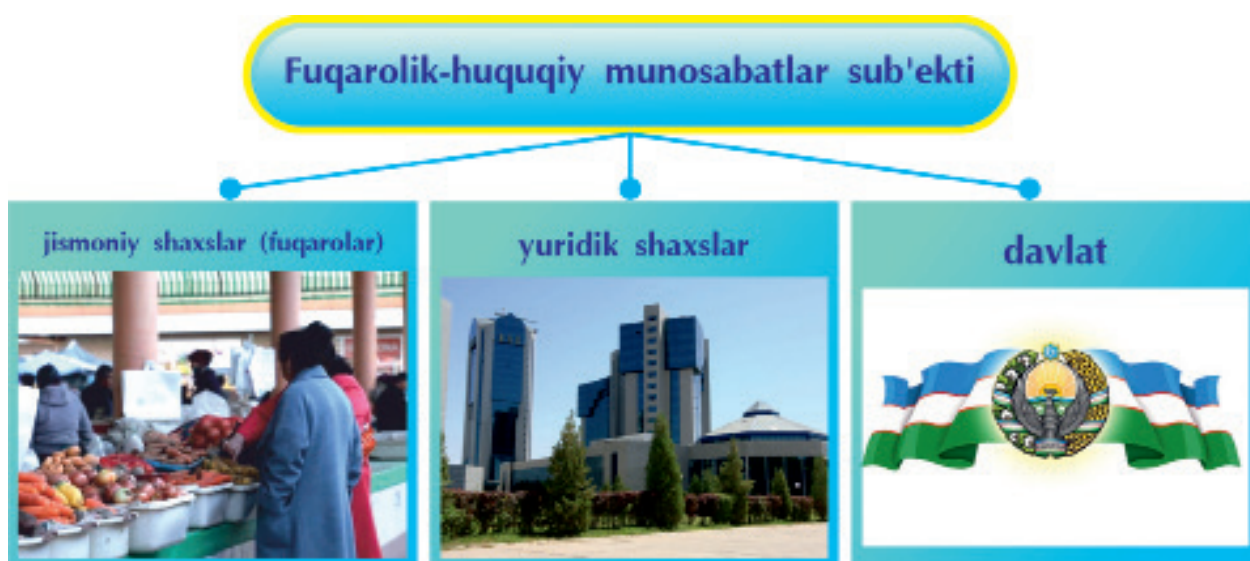 Fuqarolik-huquqiy munosabatlar sub'ekti
jismoniy shaxslar (fuqarolar)
yuridik shaxslar
davlat